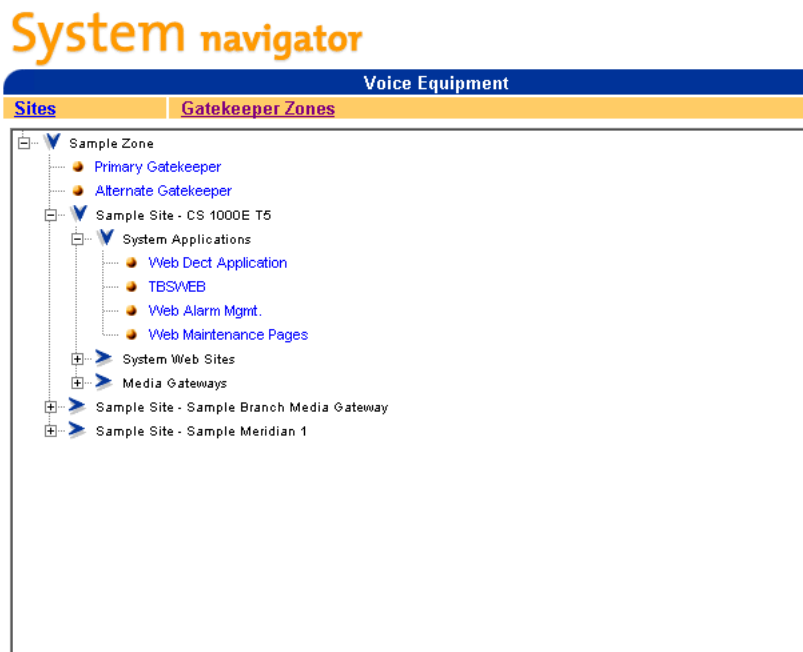 System navigator
Voice Equipment
Sites Gatekeeper Zones
Sample Zone
Primary Gatekeeper
Alternate Gatekeeper
Sample Site - CS 1000E T5
System Applications
Web Dect Application
TBSWEB
Web Alarm Mgmt.
Web Maintenance Pages
System Web Sites
Media Gateways
Sample Site - Sample Branch Media Gateway
Sample Site - Sample Meridian 1